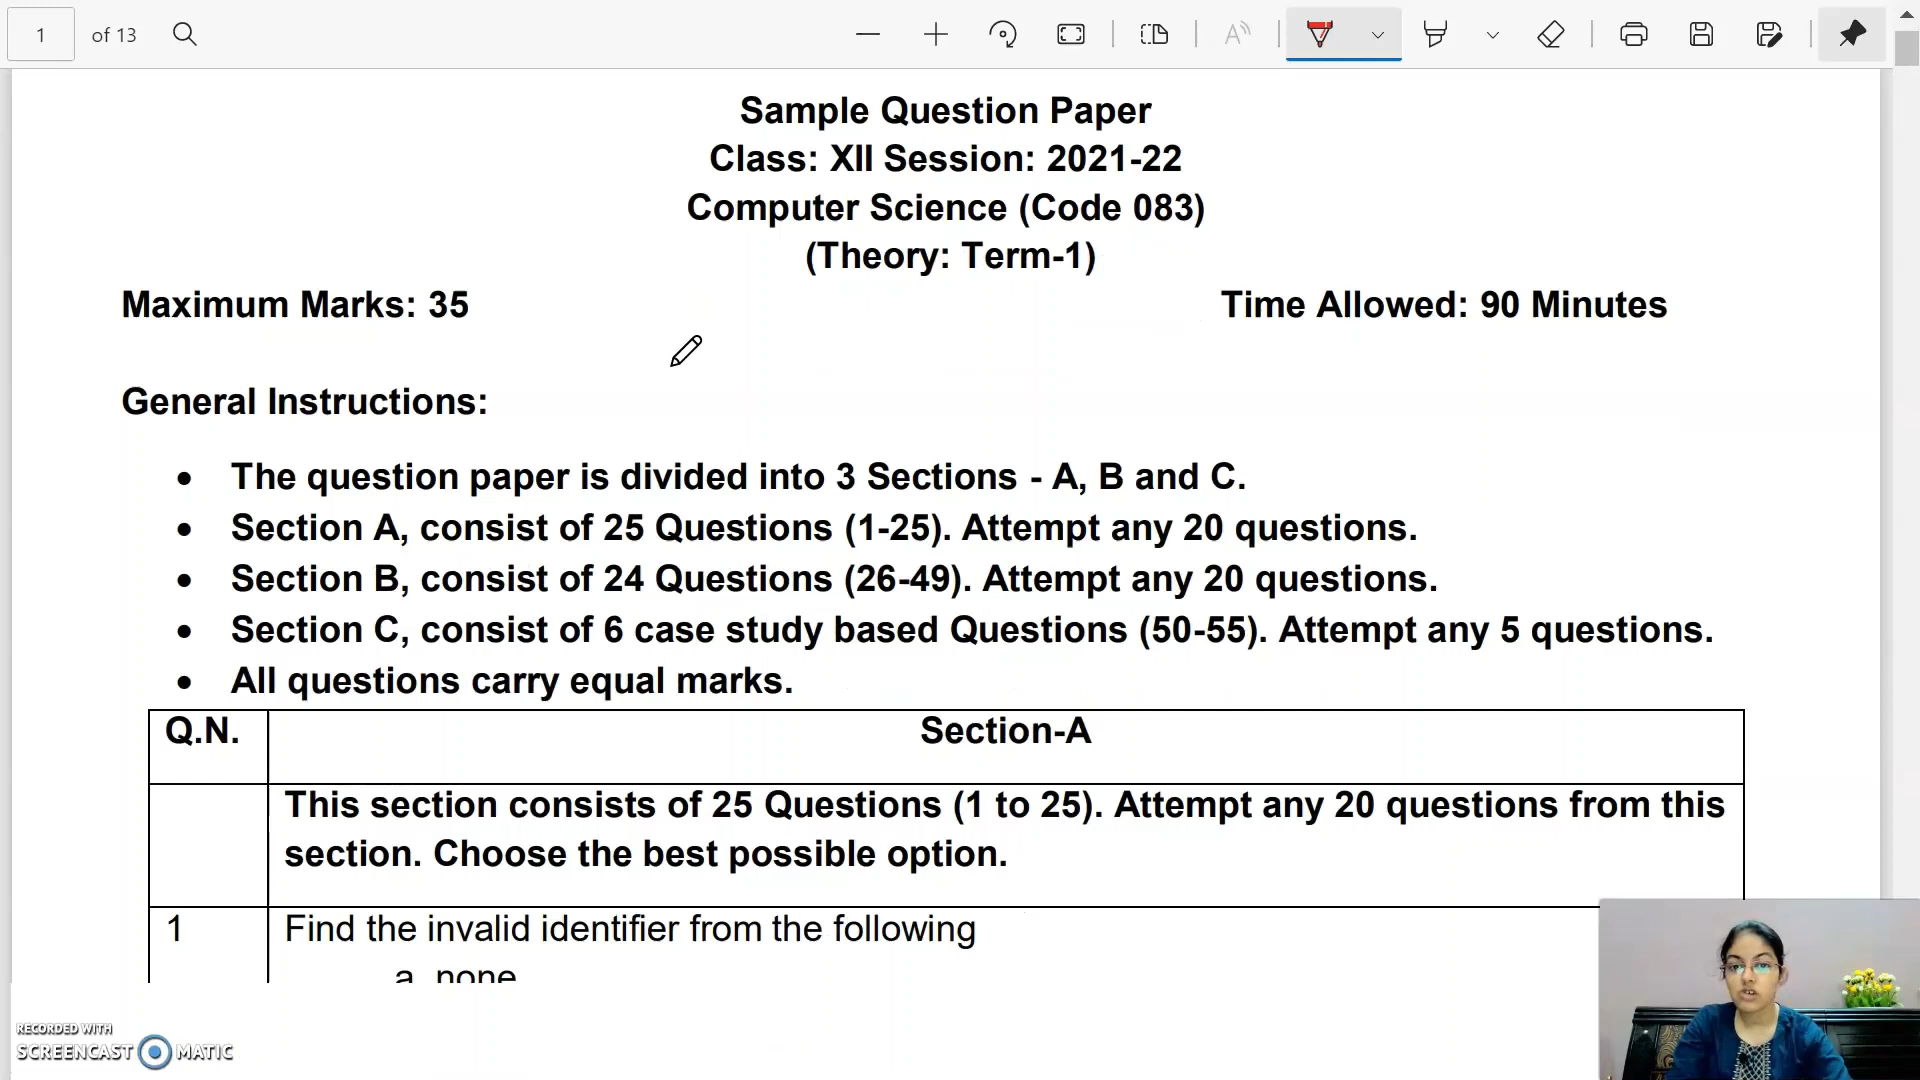 1 of 13
Sample Question Paper
Class: XII Session: 2021-22
Computer Science (Code 083)
(Theory: Term-1)
Maximum Marks: 35 Time Allowed: 90 Minutes
General Instructions:
• The question paper is divided into 3 Sections - A, B and C.
• Section A, consist of 25 Questions (1-25). Attempt any 20 questions.
• Section B, consist of 24 Questions (26-49). Attempt any 20 questions.
• Section C, consist of 6 case study based Questions (50-55). Attempt any 5 questions.
• All questions carry equal marks.
Q.N. Section-A
This section consists of 25 Questions (1 to 25). Attempt any 20 questions from this
section. Choose the best possible option.
1 Find the invalid identifier from the following
a. none
RECORDED WITH
SCREENCAST MATIC